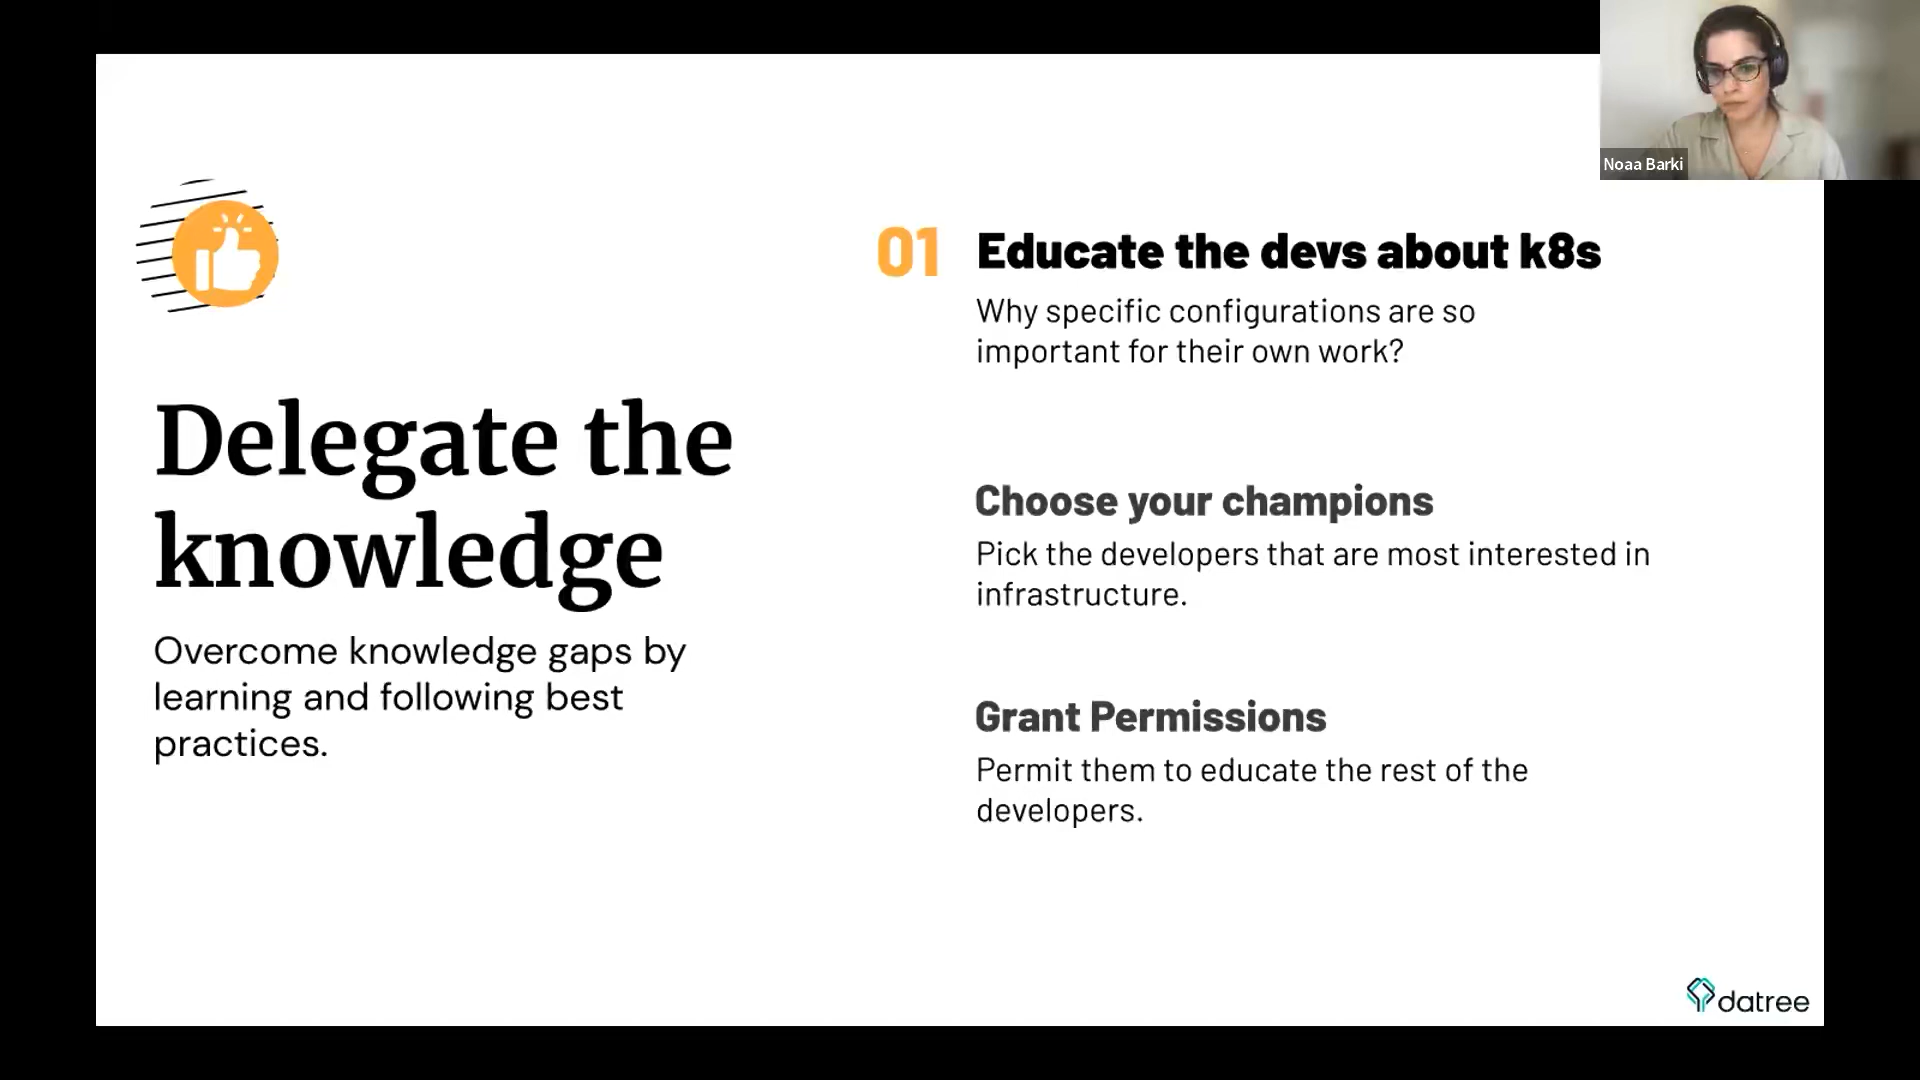 Noaa Barki
Delegate the
knowledge
Overcome knowledge gaps by
learning and following best
practices.
01 Educate the devs about k8s
Why specific configurations are so
important for their own work?
Choose your champions
Pick the developers that are most interested in
infrastructure.
Grant Permissions
Permit them to educate the rest of the
developers.
datree